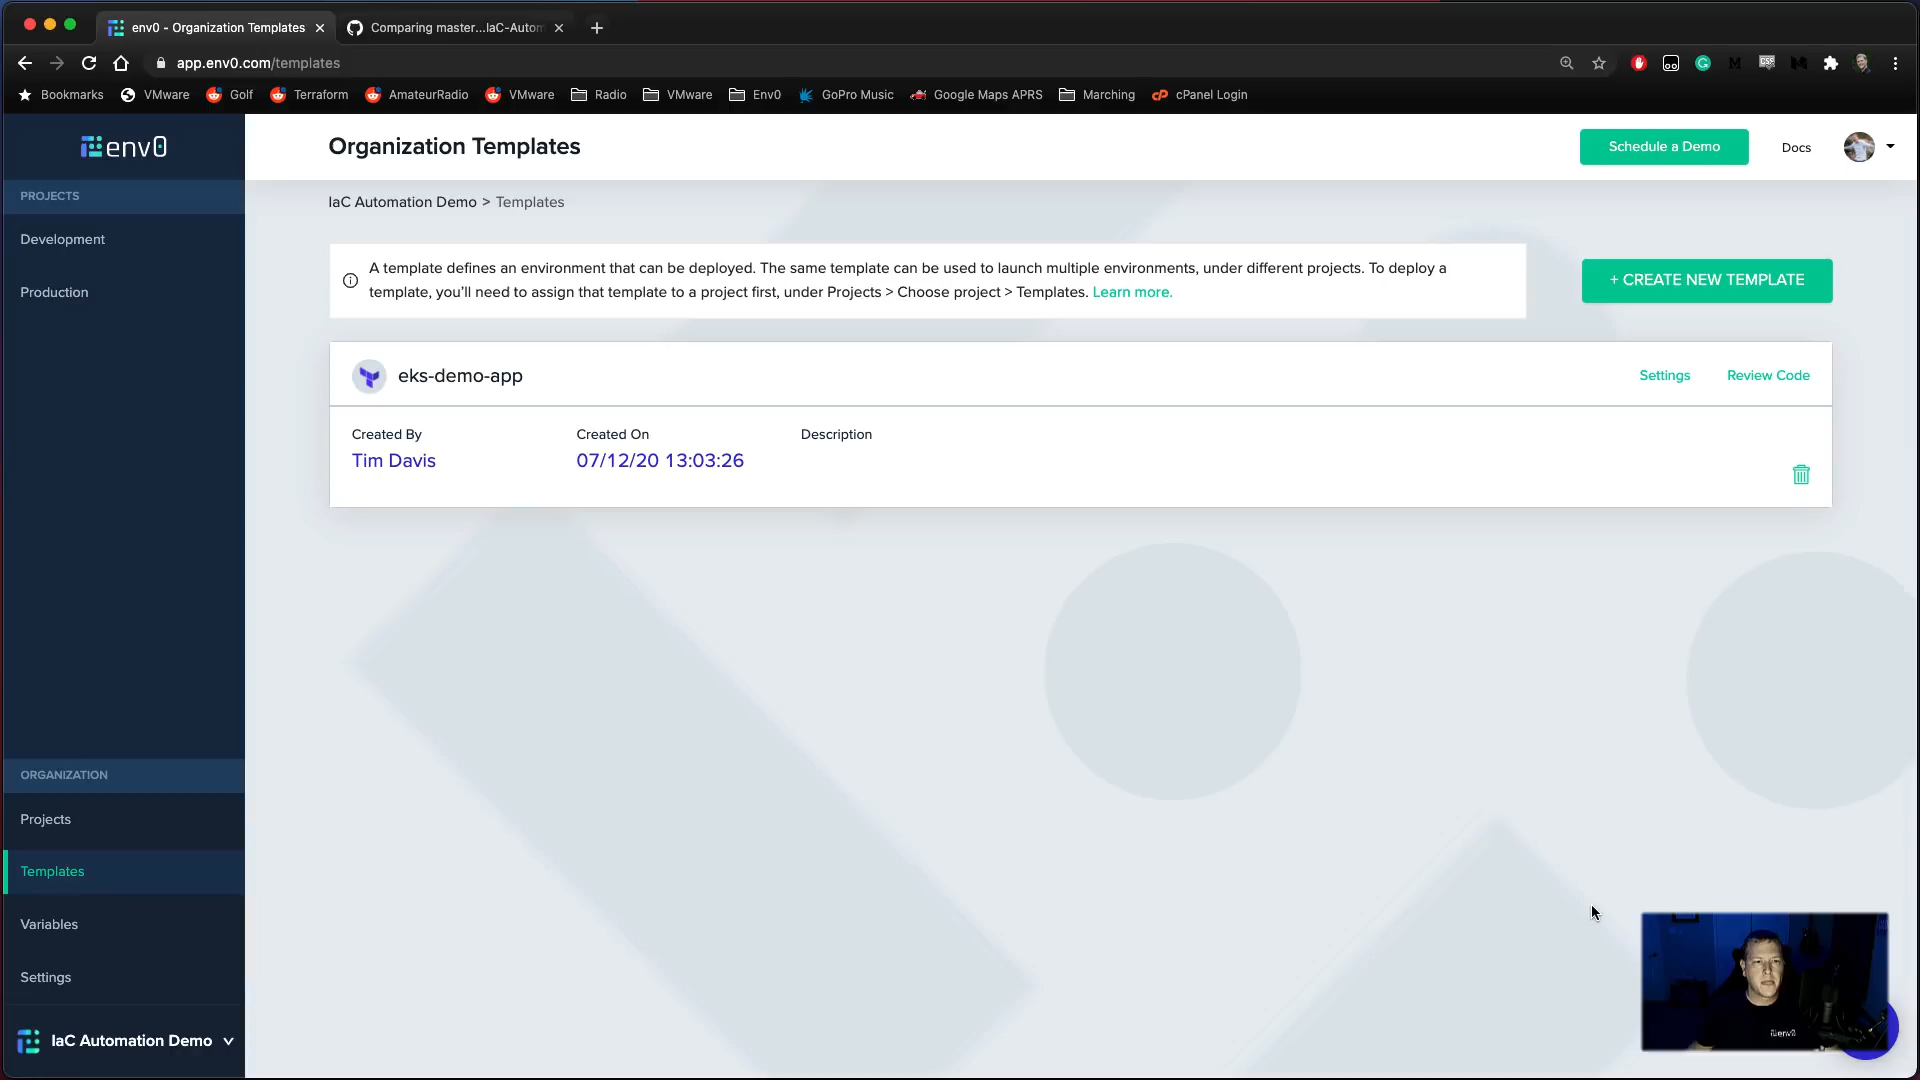 env0 - Organization Templates
Comparing master...IaC-Autom
app.env0.com/templates
Bookmarks
VMware
Golf
Terraform
AmateurRadio
VMware
Radio
VMware
Env0
GoPro Music
Google Maps APRS
Marching
cPanel Login
env0
Organization Templates
Schedule a Demo
Docs
PROJECTS
Development
Production
IaC Automation Demo > Templates
A template defines an environment that can be deployed. The same template can be used to launch multiple environments, under different projects. To deploy a
template, you'll need to assign that template to a project first, under Projects > Choose project > Templates. Learn more.
+ CREATE NEW TEMPLATE
eks-demo-app
Settings
Review Code
Created By
Created On
Description
Tim Davis
07/12/20 13:03:26
ORGANIZATION
Projects
Templates
Variables
Settings
IaC Automation Demo
env0